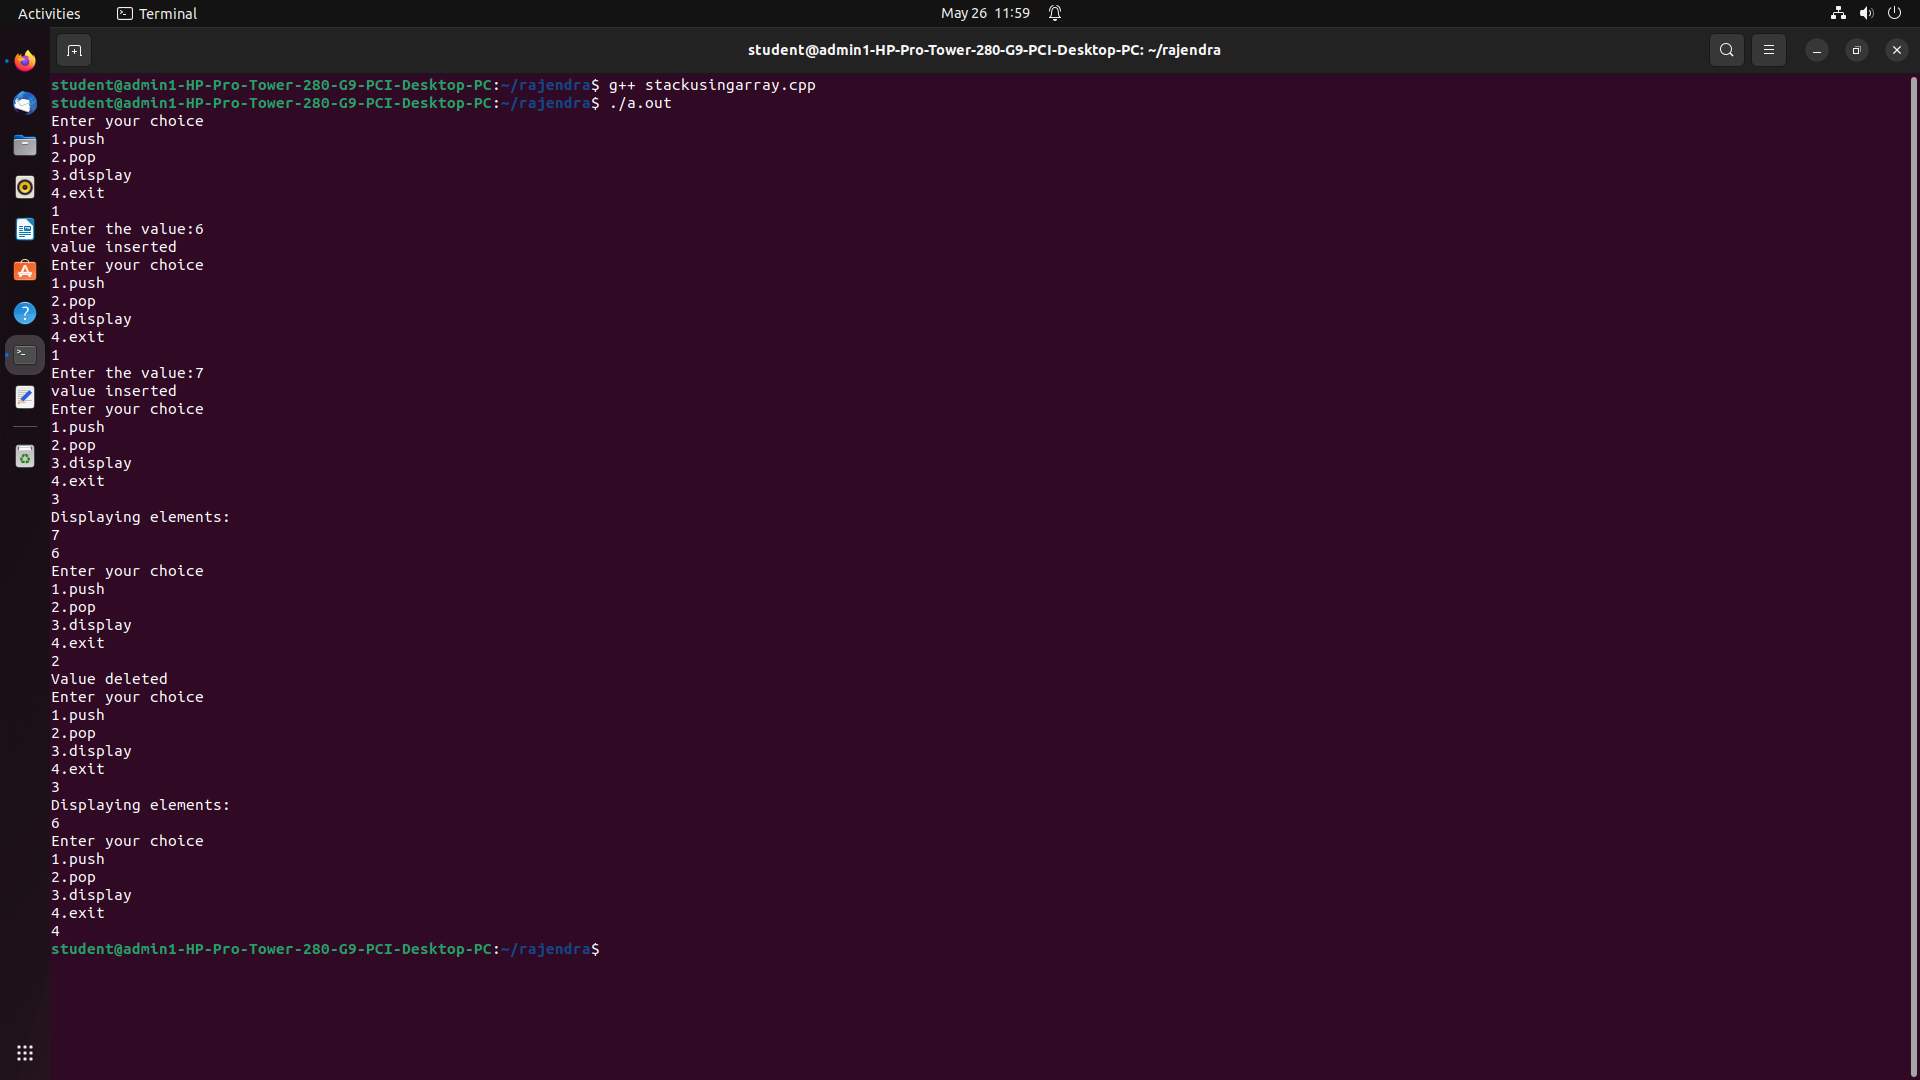 Activities
Terminal
May 26 11:59
student@admin1-HP-Pro-Tower-280-G9-PCI-Desktop-PC: ~/rajendra
student@admin1-HP-Pro-Tower-280-G9-PCI-Desktop-PC:~/rajendra$ g++ stackusingarray.cpp
student@admin1-HP-Pro-Tower-280-G9-PCI-Desktop-PC:~/rajendra$ ./a.out
Enter your choice
1.push
2.pop
3.display
4.exit
1
Enter the value:6
value inserted
Enter your choice
1.push
2.pop
3.display
4.exit
1
Enter the value:7
value inserted
Enter your choice
1.push
2.pop
3.display
4.exit
3
Displaying elements:
7
6
Enter your choice
1.push
2.pop
3.display
4.exit
2
Value deleted
Enter your choice
1.push
2.pop
3.display
4.exit
3
Displaying elements:
6
Enter your choice
1.push
2.pop
3.display
4.exit
4
student@admin1-HP-Pro-Tower-280-G9-PCI-Desktop-PC:~/rajendra$